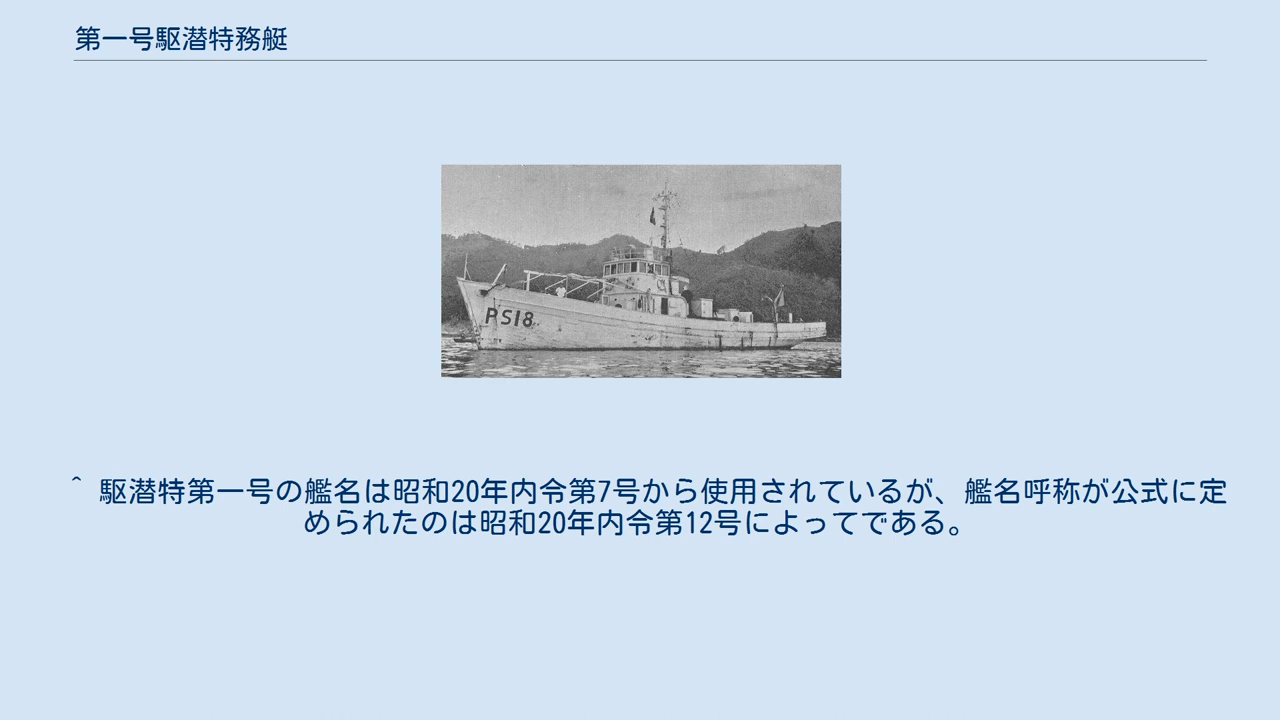 第一号駆潜特務艇
PS18
^ 駆潜特第一号の艦名は昭和20年内令第7号から使用されているが、艦名呼称が公式に定
められたのは昭和20年内令第12号によってである。